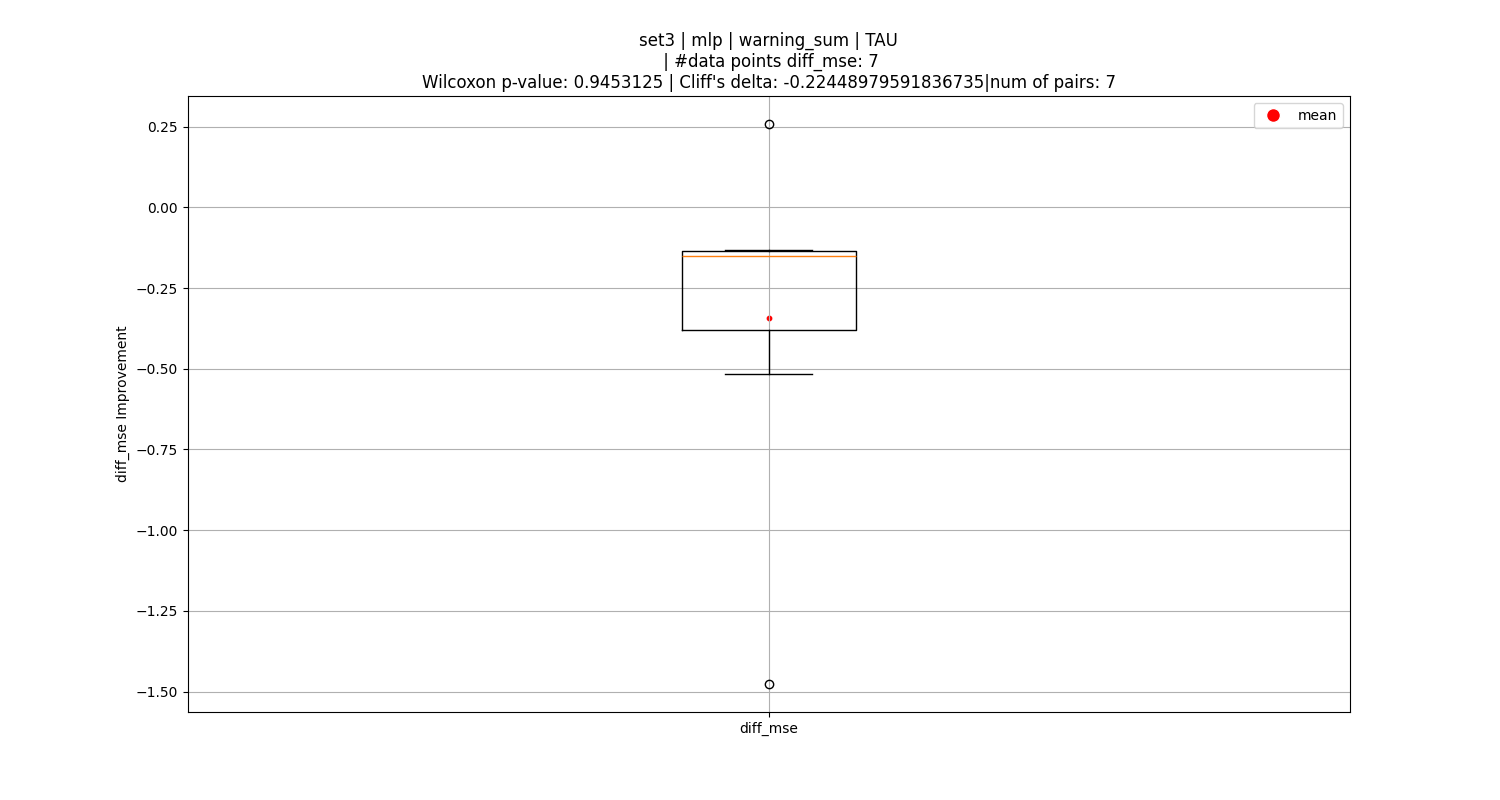 set3 | mlp | warning_sum | TAU
| #data points diff_mse: 7
Wilcoxon p-value: 0.9453125 | Cliff's delta: -0.22448979591836735|num of pairs: 7
mean
0.25
0.00
−0.25
−0.50
−0.75
−1.00
−1.25
−1.50
diff_mse Improvement
diff_mse